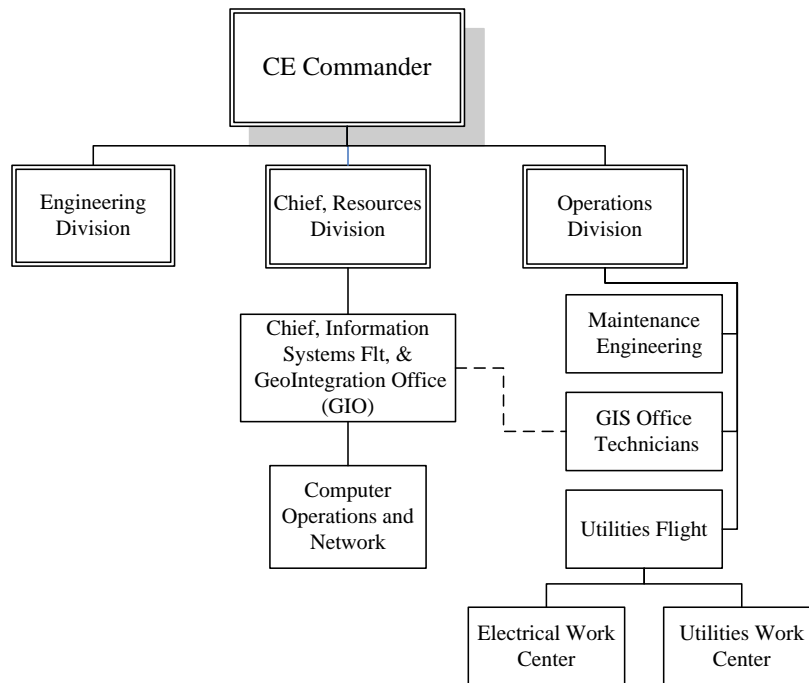 CE Commander
Engineering
Division
Chief, Resources
Division
Operations
Division
Chief, Information
Systems Flt, &
GeoIntegration Office
(GIO)
Maintenance
Engineering
GIS Office
Technicians
Computer
Operations and
Network
Utilities Flight
Electrical Work
Center
Utilities Work
Center